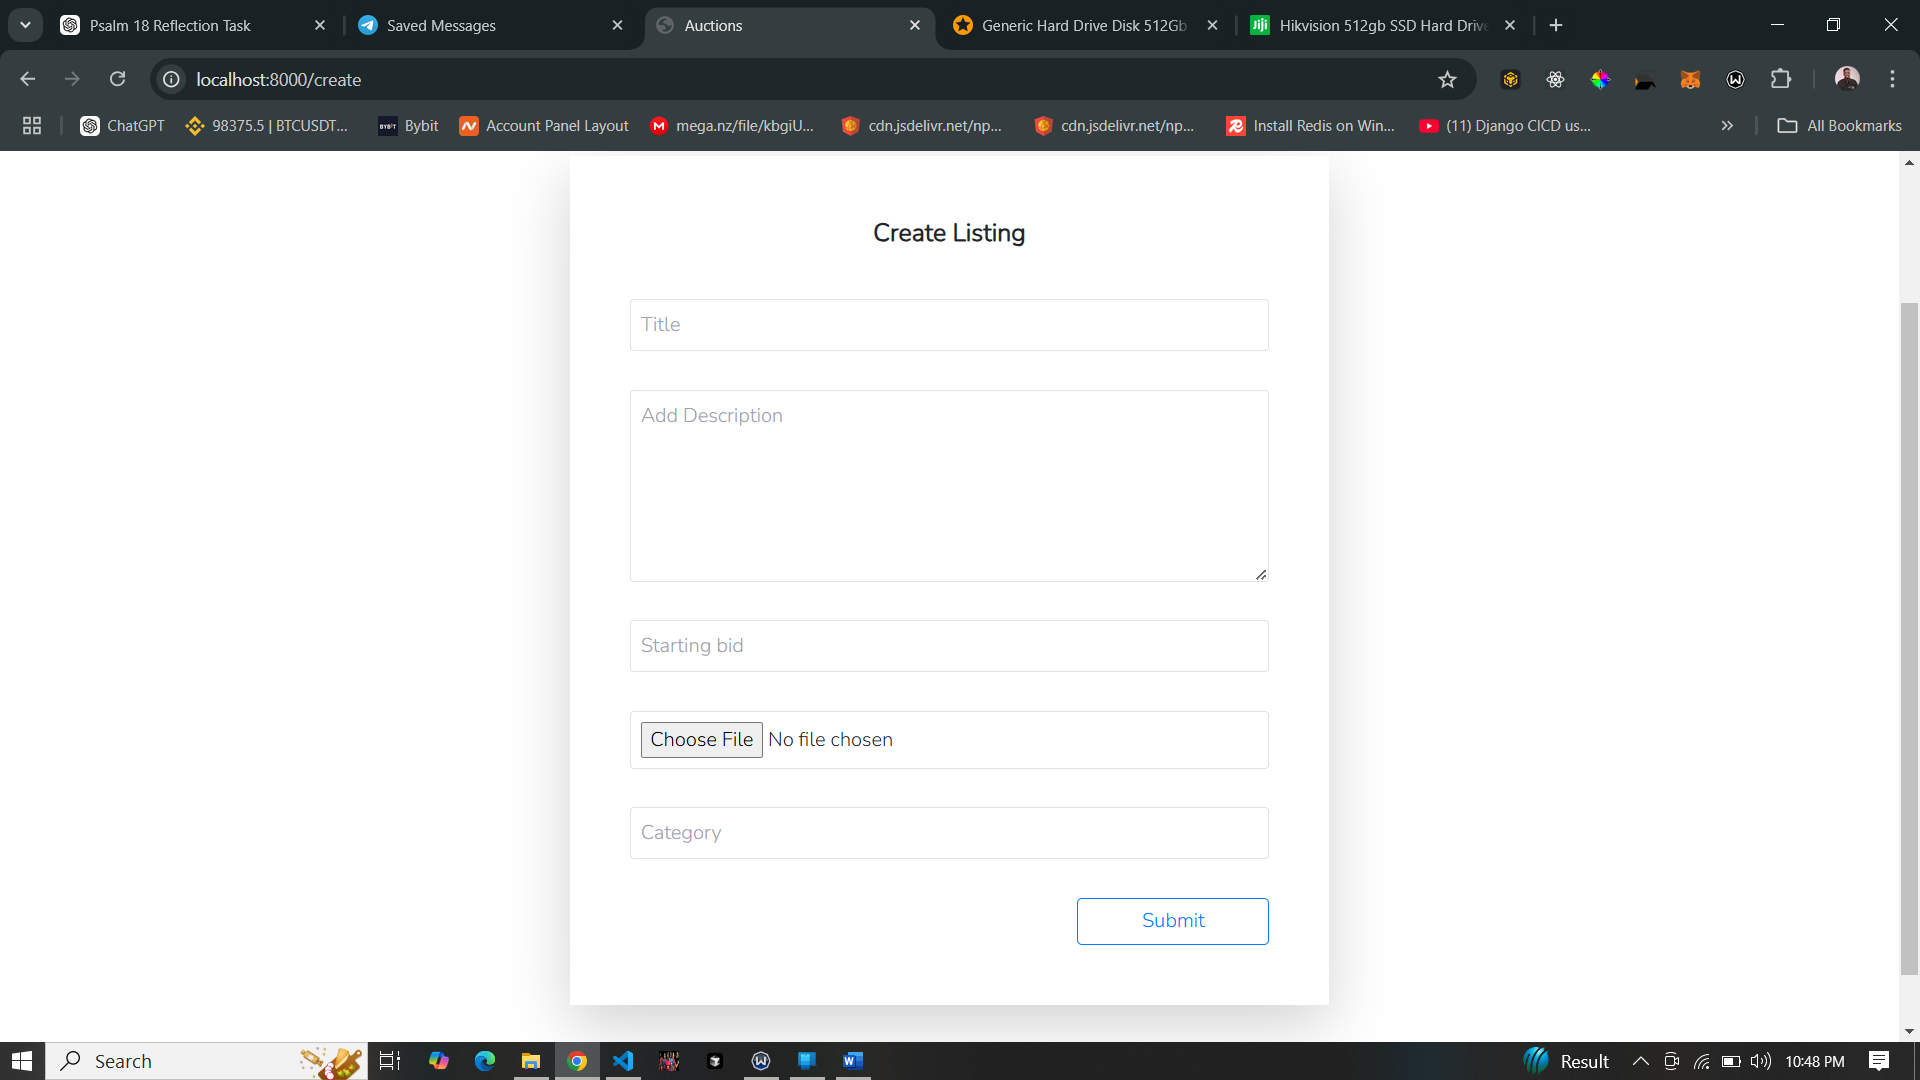 Psalm 18 Reflection Task
Saved Messages
Auctions
Generic Hard Drive Disk 512Gb
Hikvision 512gb SSD Hard Drive
localhost:8000/create
ChatGPT
98375.5 | BTCUSDT...
Bybit
Account Panel Layout
mega.nz/file/kbgiU...
cdn.jsdelivr.net/np...
cdn.jsdelivr.net/np...
Install Redis on Win...
(11) Django CICD us...
All Bookmarks
Create Listing
Title
Add Description
Starting bid
Choose File No file chosen
Category
Submit
Search
Result
10:48 PM